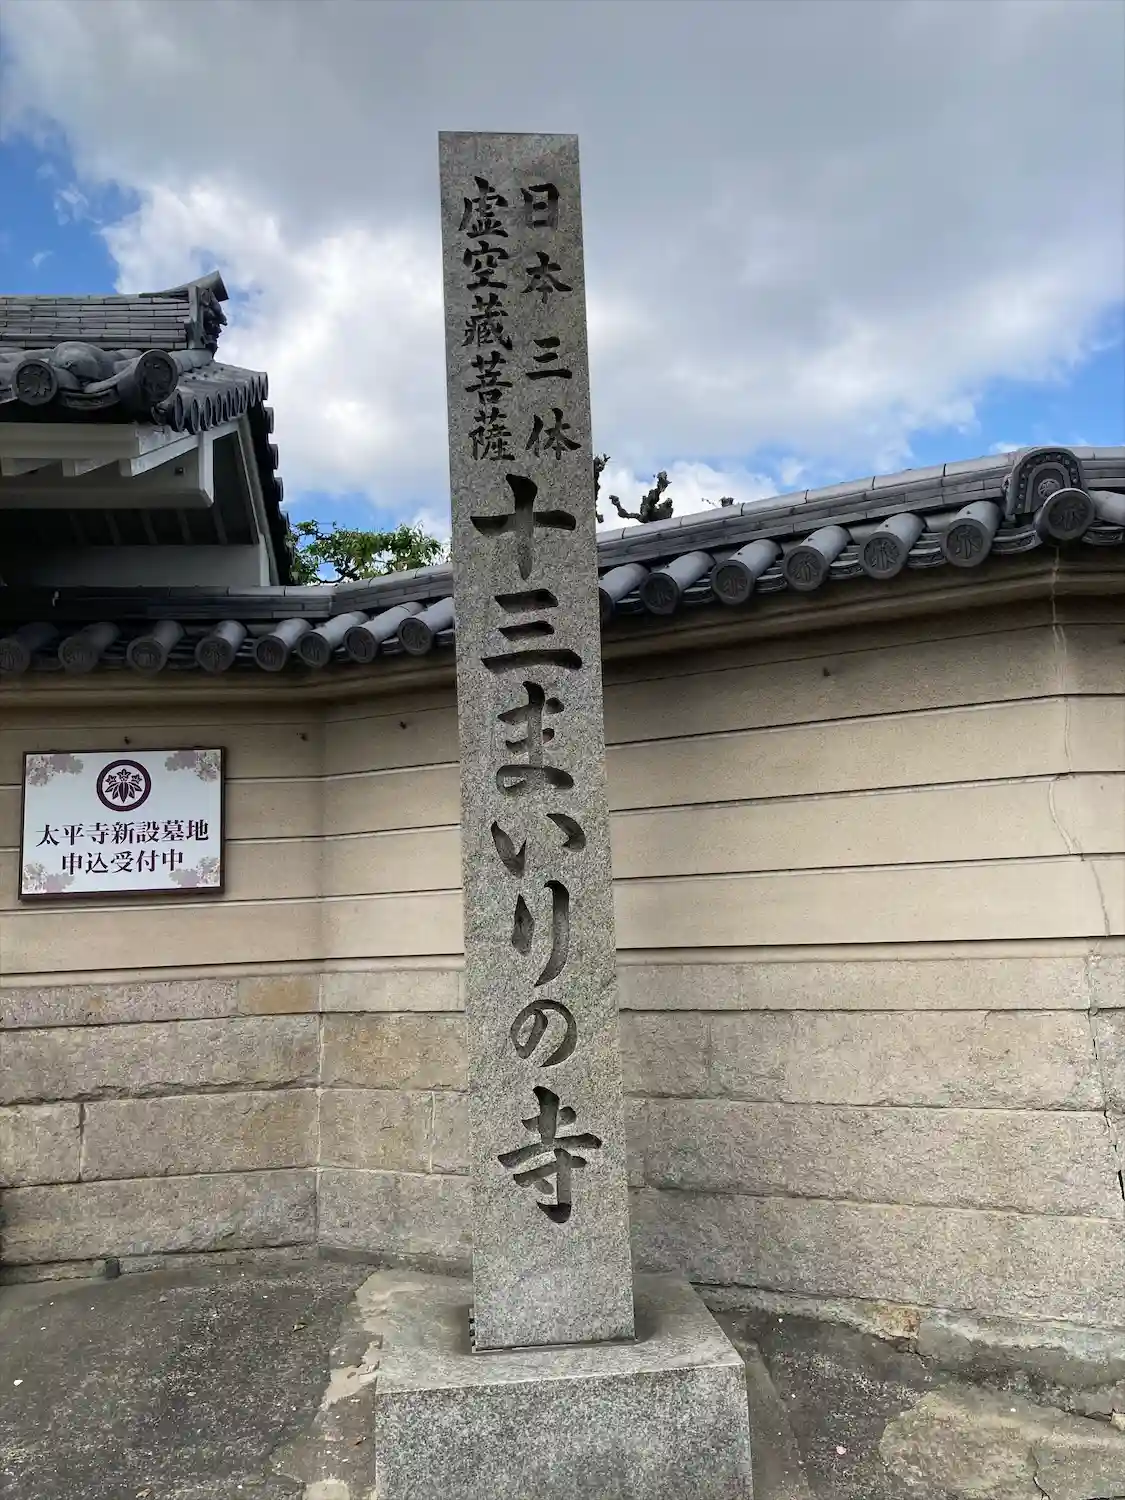 日本三体
虚空藏菩薩
十三まいりの寺
太平寺新設墓地
申込受付中